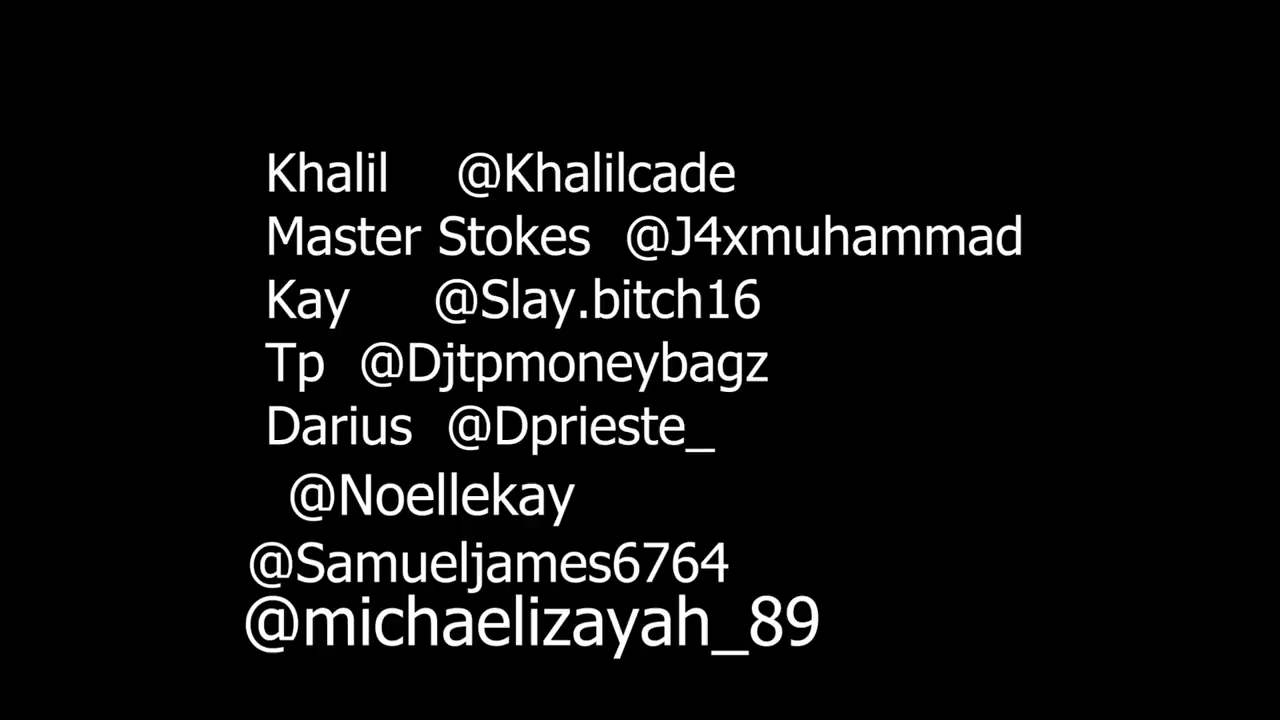 Khalil @Khalilcade
Master Stokes @J4xmuhammad
Kay @Slay.bitch16
Tp @Djtpmoneybagz
Darius @Dprieste_
@Noellekay
@Samueljames6764
@michaelizayah_89